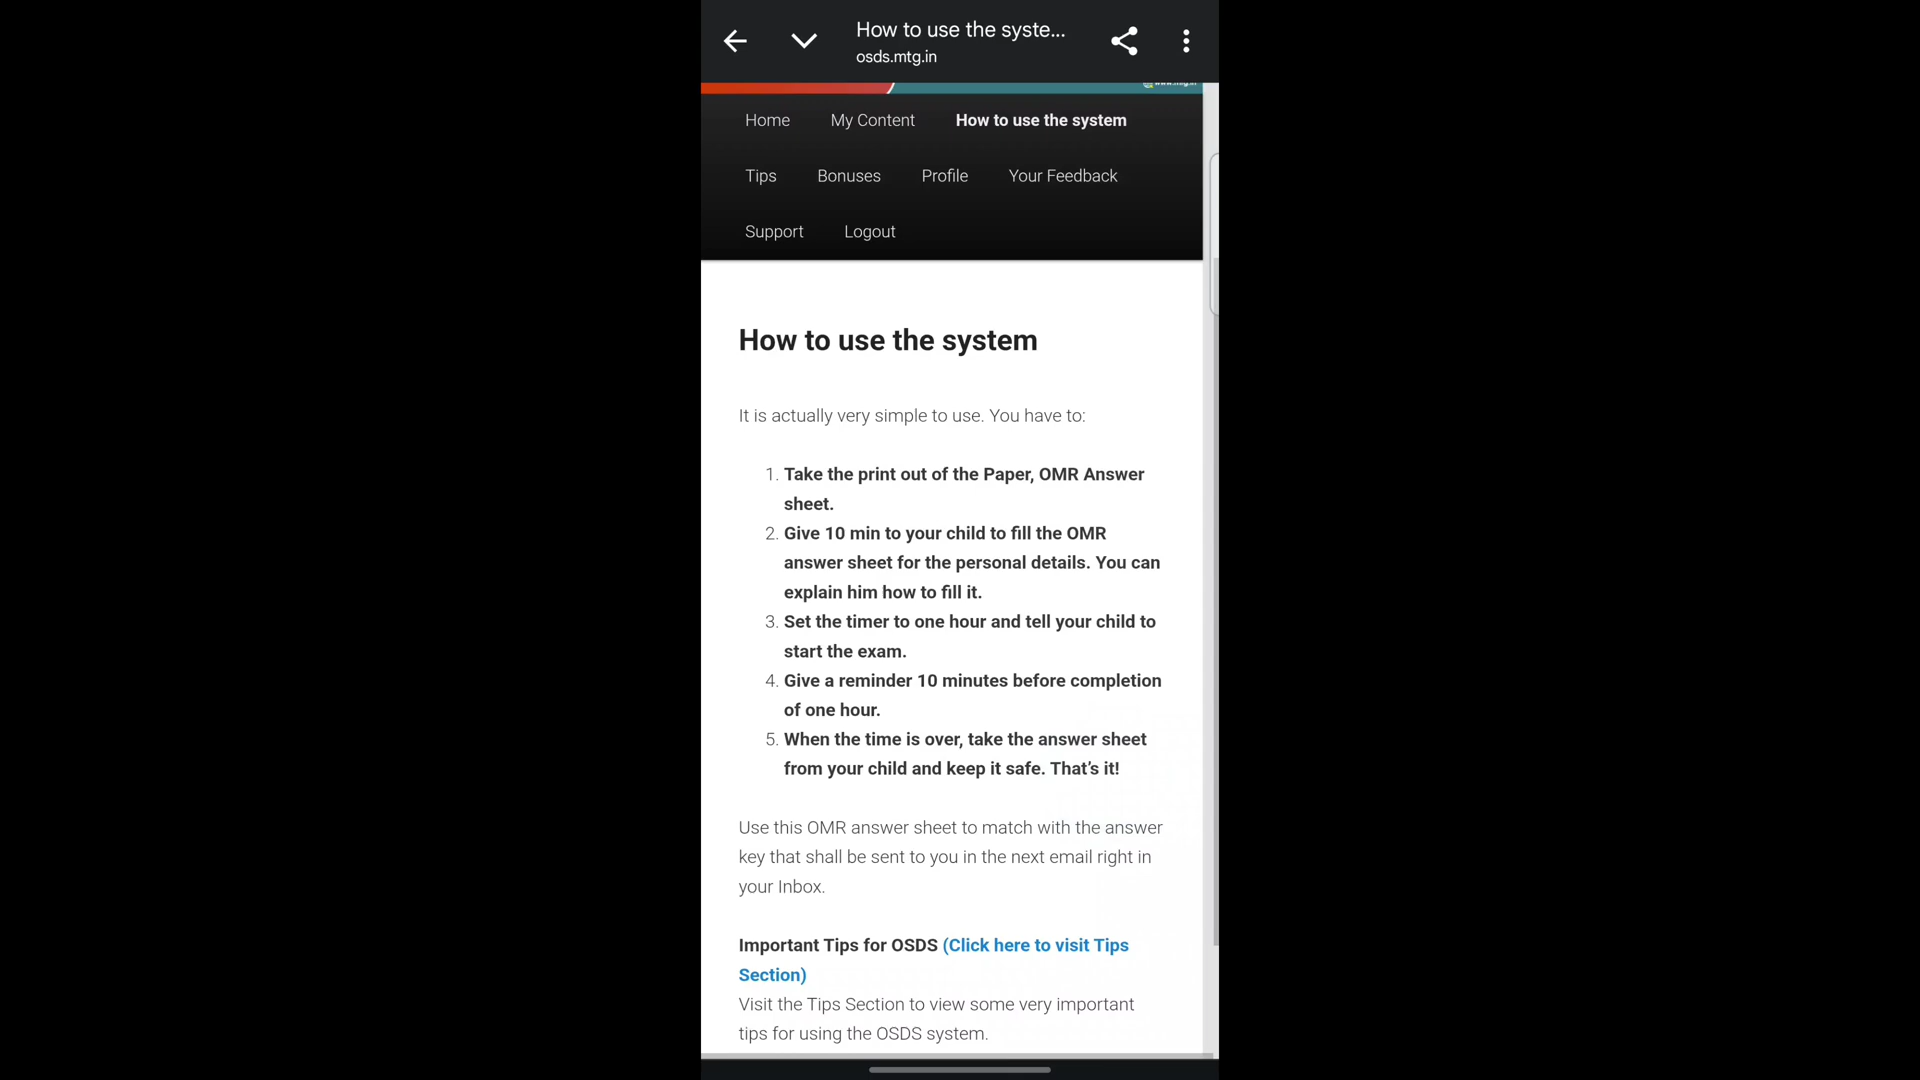 How to use the syste...
osds.mtg.in
Home My Content How to use the system
Tips Bonuses Profile Your Feedback
Support Logout
How to use the system
It is actually very simple to use. You have to:
1. Take the print out of the Paper, OMR Answer
sheet.
2. Give 10 min to your child to fill the OMR
answer sheet for the personal details. You can
explain him how to fill it.
3. Set the timer to one hour and tell your child to
start the exam.
4. Give a reminder 10 minutes before completion
of one hour.
5. When the time is over, take the answer sheet
from your child and keep it safe. That’s it!
Use this OMR answer sheet to match with the answer
key that shall be sent to you in the next email right in
your Inbox.
Important Tips for OSDS (Click here to visit Tips
Section)
Visit the Tips Section to view some very important
tips for using the OSDS system.